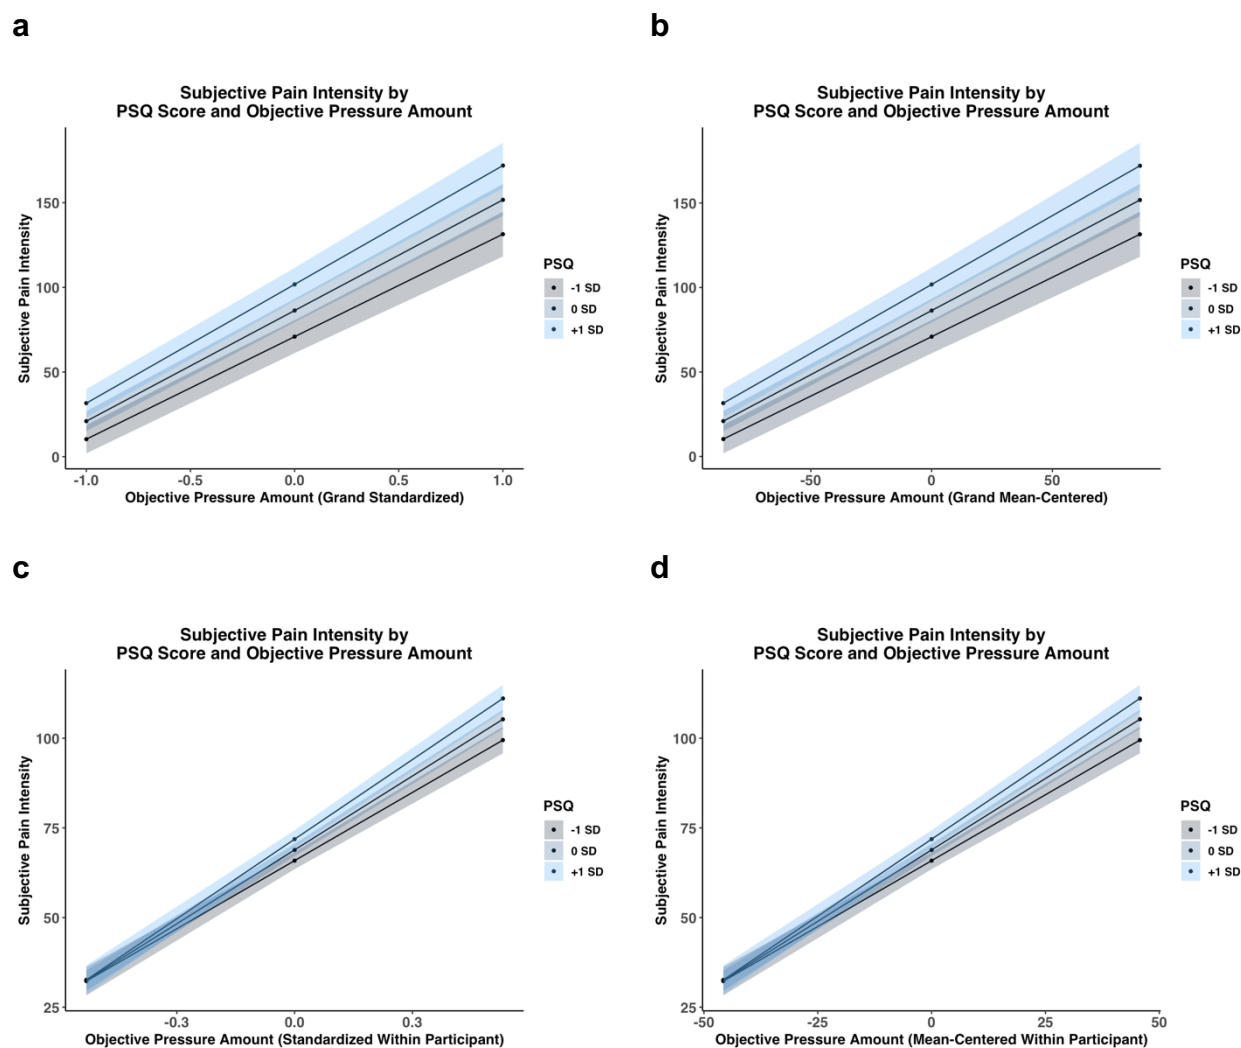 a
Subjective Pain Intensity by
PSQ Score and Objective Pressure Amount
Subjective Pain Intensity
150
100
50
0
-1.0 -0.5 0.0 0.5 1.0
Objective Pressure Amount (Grand Standardized)
PSQ
-1 SD
0 SD
+1 SD
b
Subjective Pain Intensity by
PSQ Score and Objective Pressure Amount
Subjective Pain Intensity
150
100
50
0
-50 0 50
Objective Pressure Amount (Grand Mean-Centered)
PSQ
-1 SD
0 SD
+1 SD
c
Subjective Pain Intensity by
PSQ Score and Objective Pressure Amount
Subjective Pain Intensity
100
75
50
25
-0.3 0.0 0.3
Objective Pressure Amount (Standardized Within Participant)
PSQ
-1 SD
0 SD
+1 SD
d
Subjective Pain Intensity by
PSQ Score and Objective Pressure Amount
Subjective Pain Intensity
100
75
50
25
-50 -25 0 25 50
Objective Pressure Amount (Mean-Centered Within Participant)
PSQ
-1 SD
0 SD
+1 SD